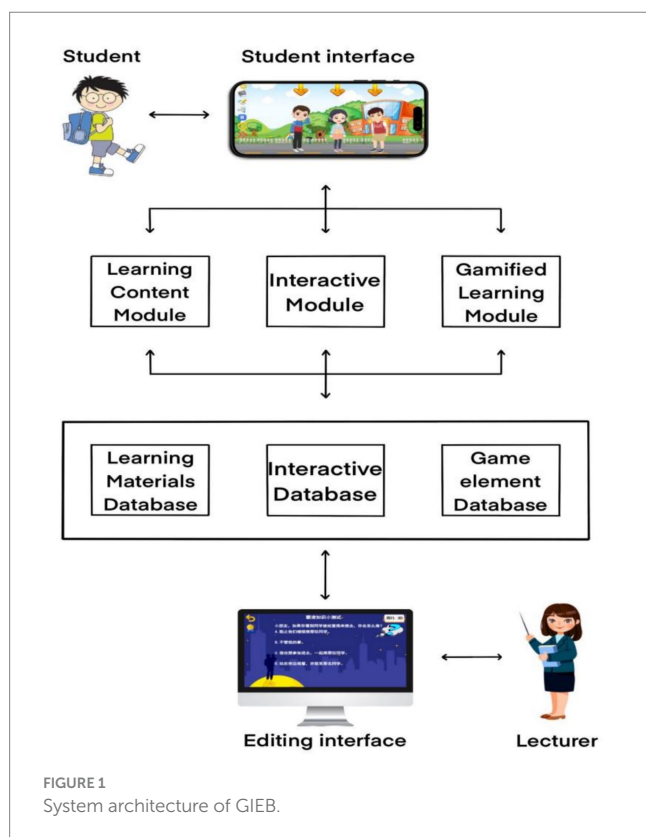 Student
Student interface
Learning
Content
Module
Interactive
Module
Gamified
Learning
Module
Learning
Materials
Database
Interactive
Database
Game
element
Database
Editing interface
Lecturer
FIGURE 1
System architecture of GIEB.